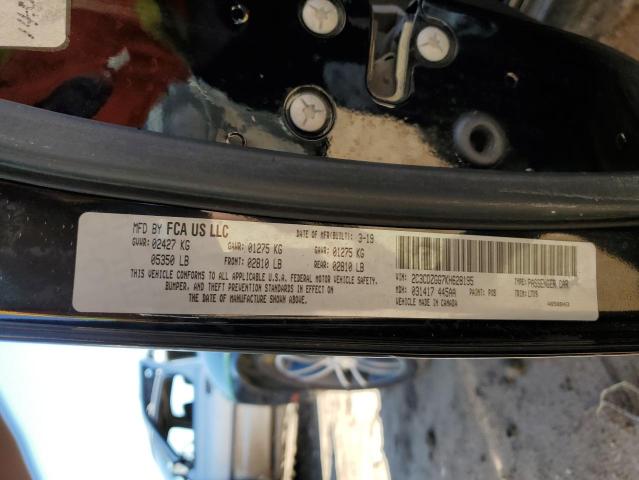 MFD BY FCA US LLC DATE OF MFR(BUILT): 3-19
GVWR: 02427 KG GAWR: 01275 KG GAWR: 01275 KG
05350 LB FRONT: 02810 LB REAR: 02810 LB
THIS VEHICLE CONFORMS TO ALL APPLICABLE U.S.A. FEDERAL MOTOR VEHICLE SAFETY,
BUMPER, AND THEFT PREVENTION STANDARDS IN EFFECT ON
THE DATE OF MANUFACTURE SHOWN ABOVE.
VIN: 2C3CDZGG7KH628195 TYPE: PASSENGER CAR
MDH: 031417 445AA PAINT: PX8 TRIM: LTX9
MADE IN CANADA